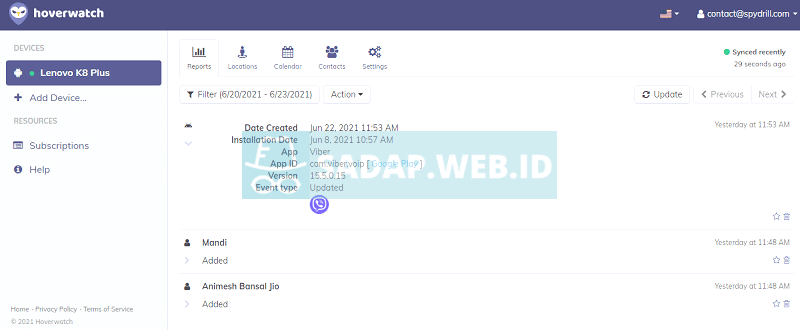 hoverwatch
contact@spydrill.com
DEVICES
Lenovo K8 Plus
Add Device...
RESOURCES
Subscriptions
Help
Reports
Locations
Calendar
Contacts
Settings
Synced recently
29 seconds ago
Filter (6/20/2021 - 6/23/2021)
Action
Update
Previous
Next
Date Created Jun 22, 2021 11:53 AM
Yesterday at 11:53 AM
Installation Date Jun 8, 2021 10:57 AM
App Viber
App ID com.viber.voip [ Google Play ]
Version 15.5.0.15
Event type Updated
SADAP.WEB.ID
Mandi
Yesterday at 11:48 AM
Added
Animesh Bansal Jio
Yesterday at 11:48 AM
Added
Home · Privacy Policy · Terms of Service
© 2021 Hoverwatch